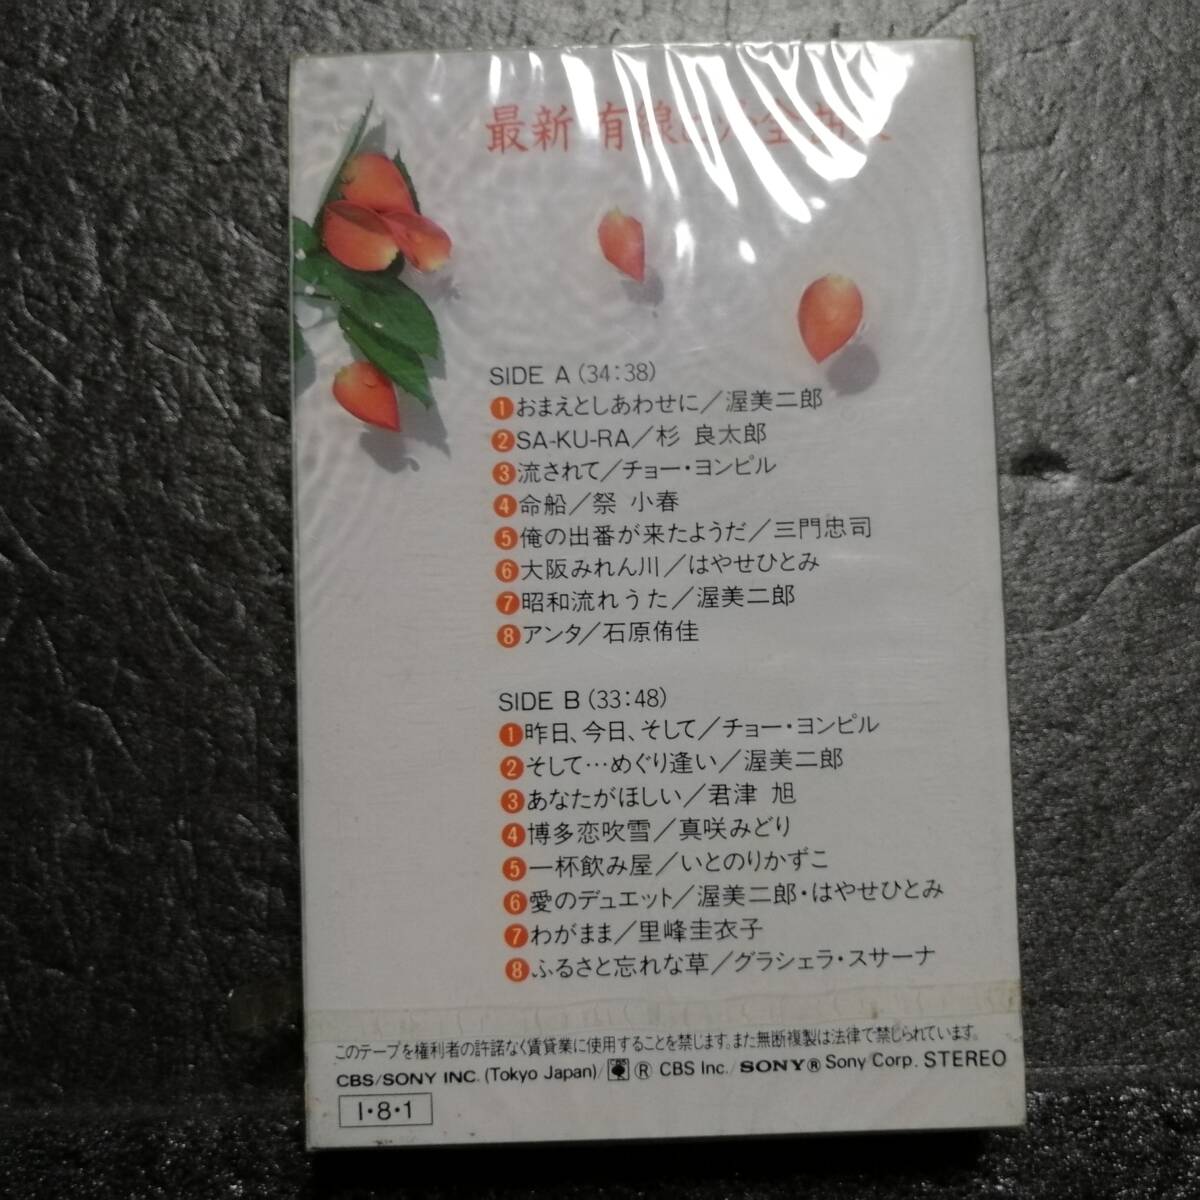 最新 有線 全
SIDE A (34:38)
1 おまえとしあわせに／渥美二郎
2 SA-KU-RA／杉 良太郎
3 流されて／チョー・ヨンピル
4 命船／祭 小春
5 俺の出番が来たようだ／三門忠司
6 大阪みれん川／はやせひとみ
7 昭和流れうた／渥美二郎
8 アンタ／石原侑佳
SIDE B (33:48)
1 昨日、今日、そして／チョー・ヨンピル
2 そして…めぐり逢い／渥美二郎
3 あなたがほしい／君津 旭
4 博多恋吹雪／真咲みどり
5 一杯飲み屋／いとのりかずこ
6 愛のデュエット／渥美二郎・はやせひとみ
7 わがまま／里峰圭衣子
8 ふるさと忘れな草／グラシェラ・スサーナ
このテープを権利者の許諾なく賃貸業に使用することを禁じます。また無断複製は法律で禁じられています。
CBS/SONY INC. (Tokyo Japan)/ Ⓡ CBS Inc./ SONY® Sony Corp. STEREO
I・8・1